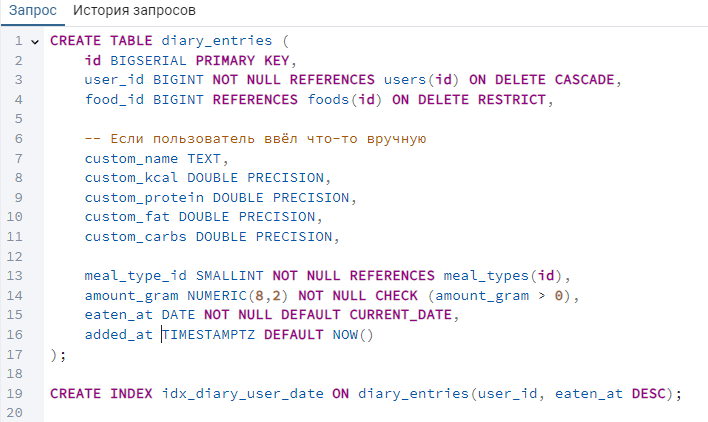 Запрос История запросов
1 CREATE TABLE diary_entries (
2 id BIGSERIAL PRIMARY KEY,
3 user_id BIGINT NOT NULL REFERENCES users(id) ON DELETE CASCADE,
4 food_id BIGINT REFERENCES foods(id) ON DELETE RESTRICT,
5
6 -- Если пользователь ввёл что-то вручную
7 custom_name TEXT,
8 custom_kcal DOUBLE PRECISION,
9 custom_protein DOUBLE PRECISION,
10 custom_fat DOUBLE PRECISION,
11 custom_carbs DOUBLE PRECISION,
12
13 meal_type_id SMALLINT NOT NULL REFERENCES meal_types(id),
14 amount_gram NUMERIC(8,2) NOT NULL CHECK (amount_gram > 0),
15 eaten_at DATE NOT NULL DEFAULT CURRENT_DATE,
16 added_at TIMESTAMPTZ DEFAULT NOW()
17 );
18
19 CREATE INDEX idx_diary_user_date ON diary_entries(user_id, eaten_at DESC);
20